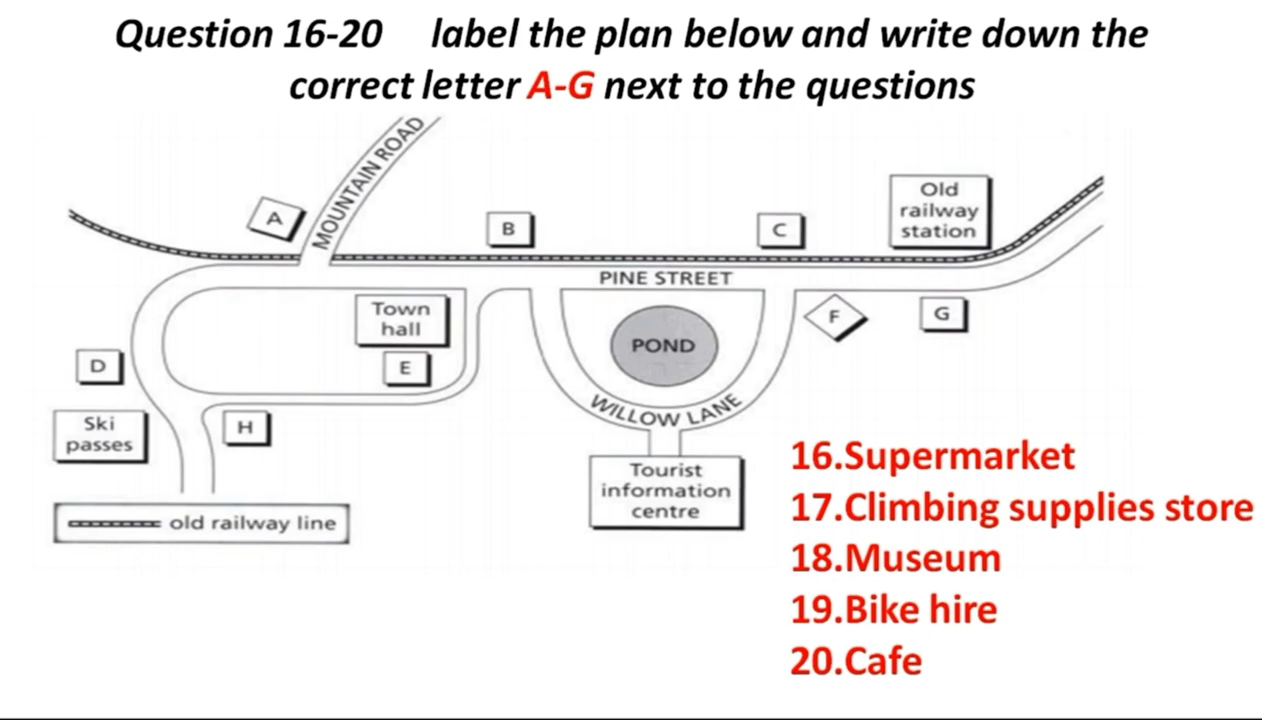 Question 16-20 label the plan below and write down the
correct letter A-G next to the questions
MOUNTAIN ROAD
A
B
C
Old
railway
station
PINE STREET
Town
hall
POND
F
G
D
E
WILLOW LANE
Ski
passes
H
Tourist
information
centre
old railway line
16.Supermarket
17.Climbing supplies store
18.Museum
19.Bike hire
20.Cafe